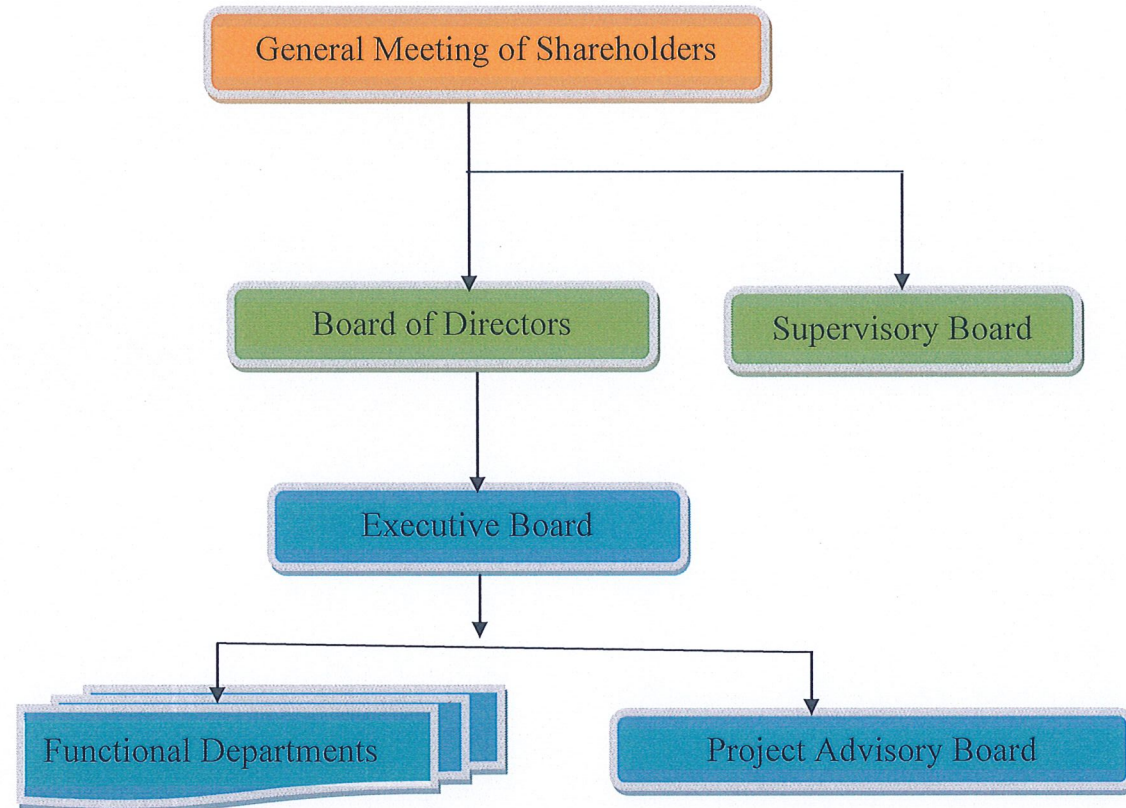 General Meeting of Shareholders
Board of Directors
Supervisory Board
Executive Board
Functional Departments
Project Advisory Board